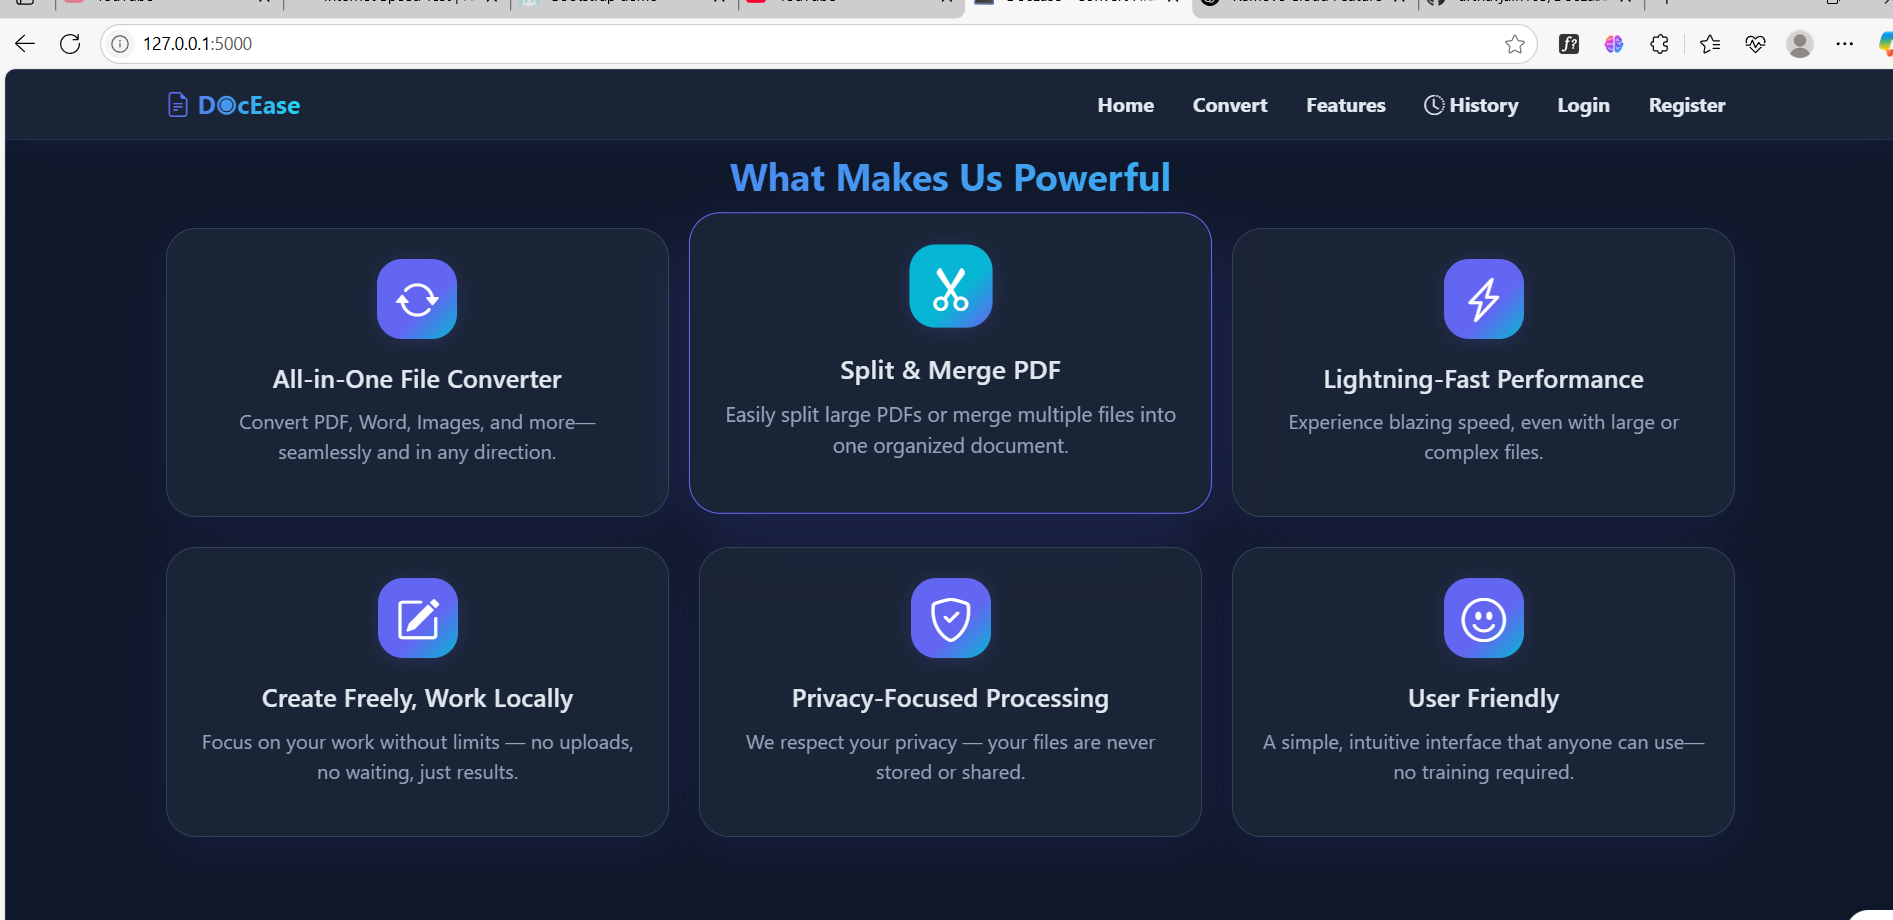 127.0.0.1:5000
D◉cEase
Home Convert Features History Login Register
What Makes Us Powerful
All-in-One File Converter
Convert PDF, Word, Images, and more—
seamlessly and in any direction.
Split & Merge PDF
Easily split large PDFs or merge multiple files into
one organized document.
Lightning-Fast Performance
Experience blazing speed, even with large or
complex files.
Create Freely, Work Locally
Focus on your work without limits — no uploads,
no waiting, just results.
Privacy-Focused Processing
We respect your privacy — your files are never
stored or shared.
User Friendly
A simple, intuitive interface that anyone can use—
no training required.